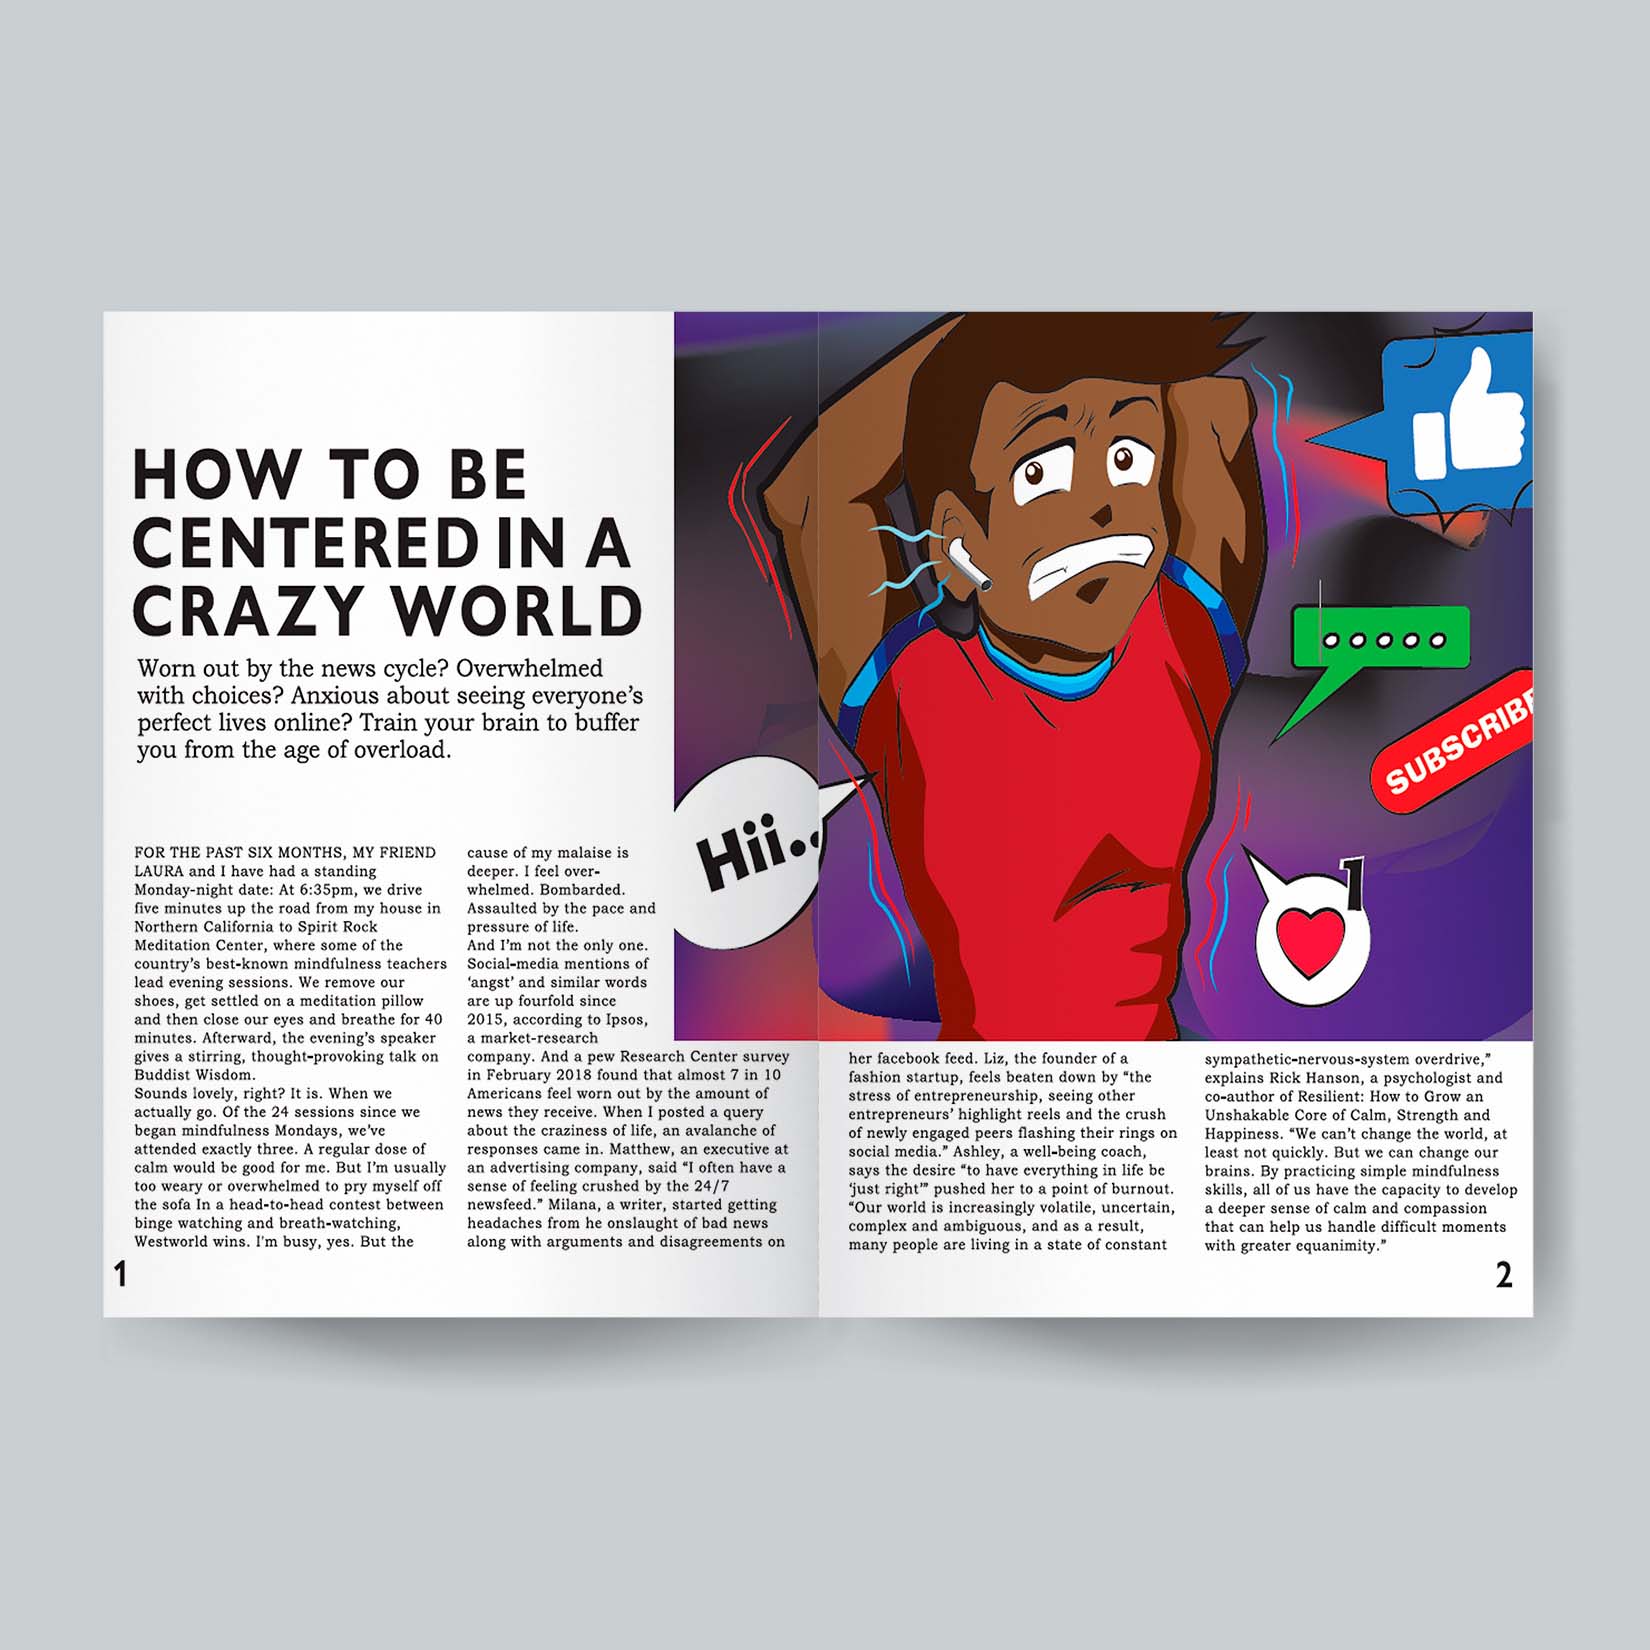 HOW TO BE
CENTERED IN A
CRAZY WORLD
Worn out by the news cycle? Overwhelmed
with choices? Anxious about seeing everyone’s
perfect lives online? Train your brain to buffer
you from the age of overload.
FOR THE PAST SIX MONTHS, MY FRIEND
LAURA and I have had a standing
Monday-night date: At 6:35pm, we drive
five minutes up the road from my house in
Northern California to Spirit Rock
Meditation Center, where some of the
country’s best-known mindfulness teachers
lead evening sessions. We remove our
shoes, get settled on a meditation pillow
and then close our eyes and breathe for 40
minutes. Afterward, the evening’s speaker
gives a stirring, thought-provoking talk on
Buddist Wisdom.
Sounds lovely, right? It is. When we
actually go. Of the 24 sessions since we
began mindfulness Mondays, we’ve
attended exactly three. A regular dose of
calm would be good for me. But I’m usually
too weary or overwhelmed to pry myself off
the sofa In a head-to-head contest between
binge watching and breath-watching,
Westworld wins. I'm busy, yes. But the
cause of my malaise is
deeper. I feel over-
whelmed. Bombarded.
Assaulted by the pace and
pressure of life.
And I’m not the only one.
Social-media mentions of
‘angst’ and similar words
are up fourfold since
2015, according to Ipsos,
a market-research
company. And a pew Research Center survey
in February 2018 found that almost 7 in 10
Americans feel worn out by the amount of
news they receive. When I posted a query
about the craziness of life, an avalanche of
responses came in. Matthew, an executive at
an advertising company, said “I often have a
sense of feeling crushed by the 24/7
newsfeed.” Milana, a writer, started getting
headaches from he onslaught of bad news
along with arguments and disagreements on
1
Hii..
SUBSCRIBE
1
her facebook feed. Liz, the founder of a
fashion startup, feels beaten down by “the
stress of entrepreneurship, seeing other
entrepreneurs’ highlight reels and the crush
of newly engaged peers flashing their rings on
social media.” Ashley, a well-being coach,
says the desire “to have everything in life be
‘just right’” pushed her to a point of burnout.
“Our world is increasingly volatile, uncertain,
complex and ambiguous, and as a result,
many people are living in a state of constant
sympathetic-nervous-system overdrive,”
explains Rick Hanson, a psychologist and
co-author of Resilient: How to Grow an
Unshakable Core of Calm, Strength and
Happiness. “We can’t change the world, at
least not quickly. But we can change our
brains. By practicing simple mindfulness
skills, all of us have the capacity to develop
a deeper sense of calm and compassion
that can help us handle difficult moments
with greater equanimity.”
2